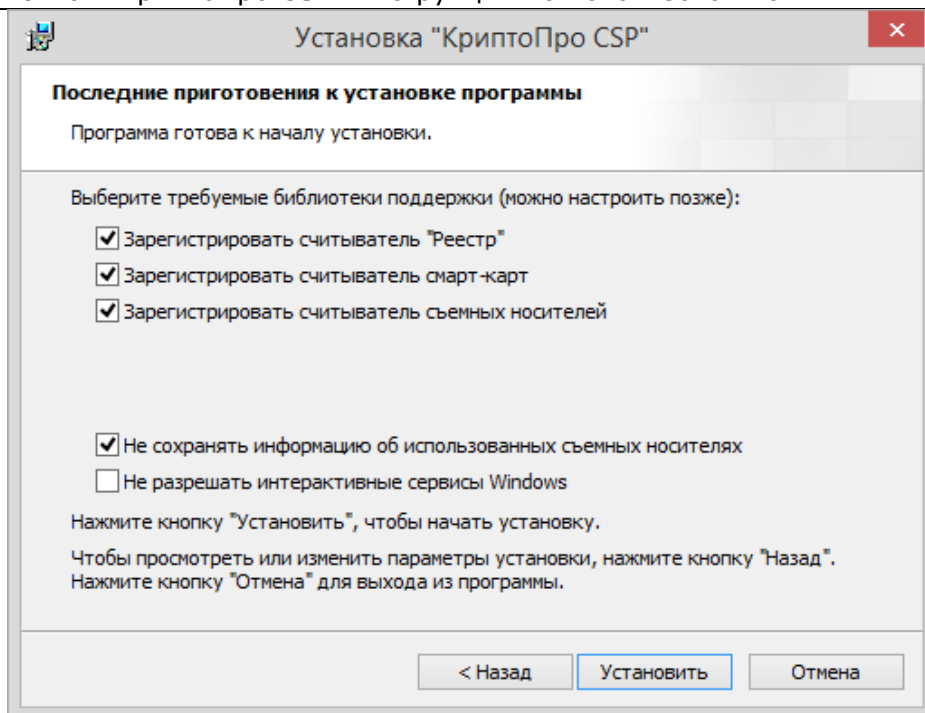 Установка "КриптоПро CSP"
Последние приготовения к установке программы
Программа готова к началу установки.
Выберите требуемые библиотеки поддержки (можно настроить позже):
Зарегистрировать считыватель "Реестр"
Зарегистрировать считыватель смарт-карт
Зарегистрировать считыватель съемных носителей
Не сохранять информацию об использованных съемных носителях
Не разрешать интерактивные сервисы Windows
Нажмите кнопку "Установить", чтобы начать установку.
Чтобы просмотреть или изменить параметры установки, нажмите кнопку "Назад".
Нажмите кнопку "Отмена" для выхода из программы.
< Назад Установить Отмена